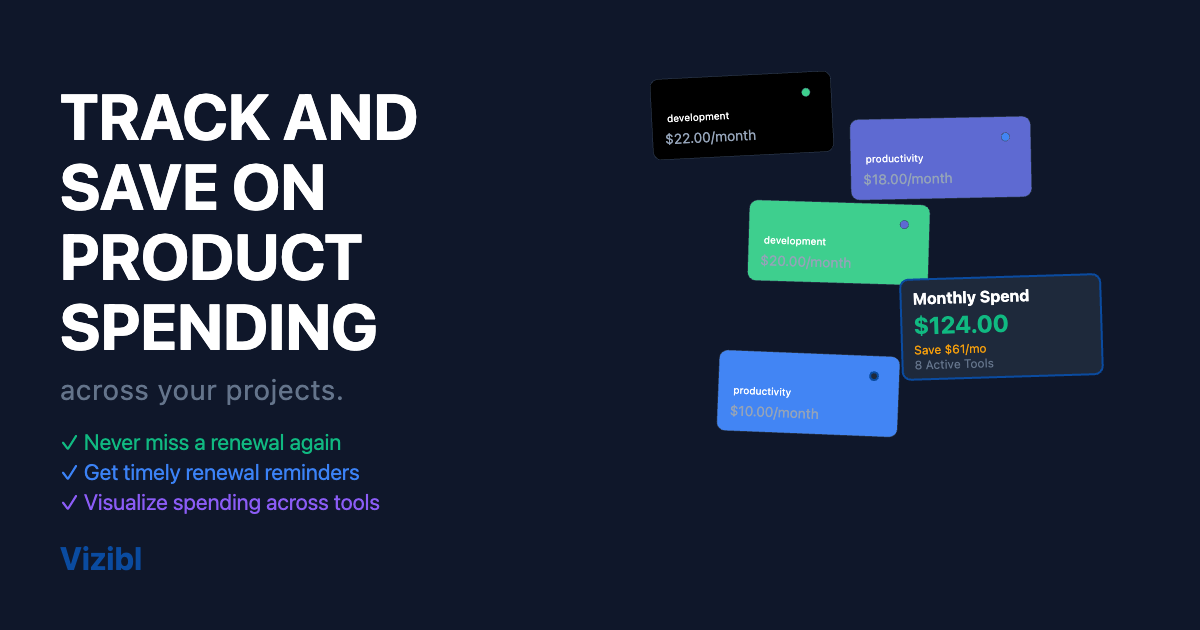 TRACK AND
SAVE ON
PRODUCT
SPENDING
across your projects.
✓ Never miss a renewal again
✓ Get timely renewal reminders
✓ Visualize spending across tools
Vizibl
development
$22.00/month
productivity
$18.00/month
development
$20.00/month
Monthly Spend
$124.00
Save $61/mo
8 Active Tools
productivity
$10.00/month